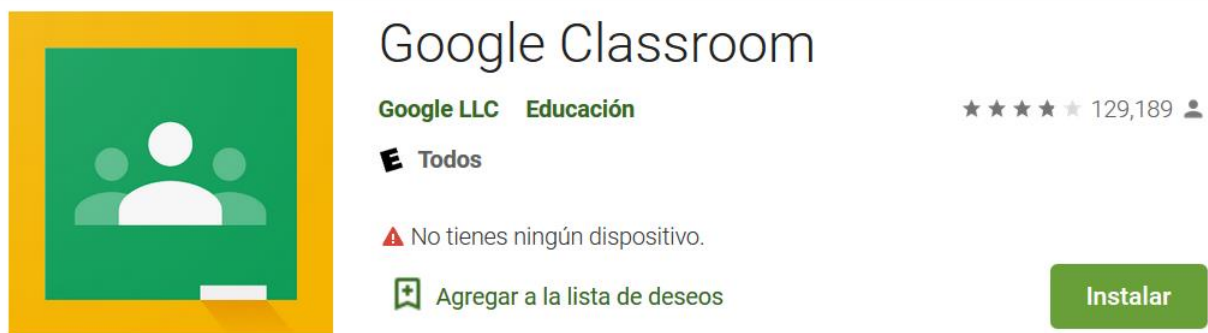 Google Classroom
Google LLC Educación 129,189
E Todos
No tienes ningún dispositivo.
Agregar a la lista de deseos
Instalar